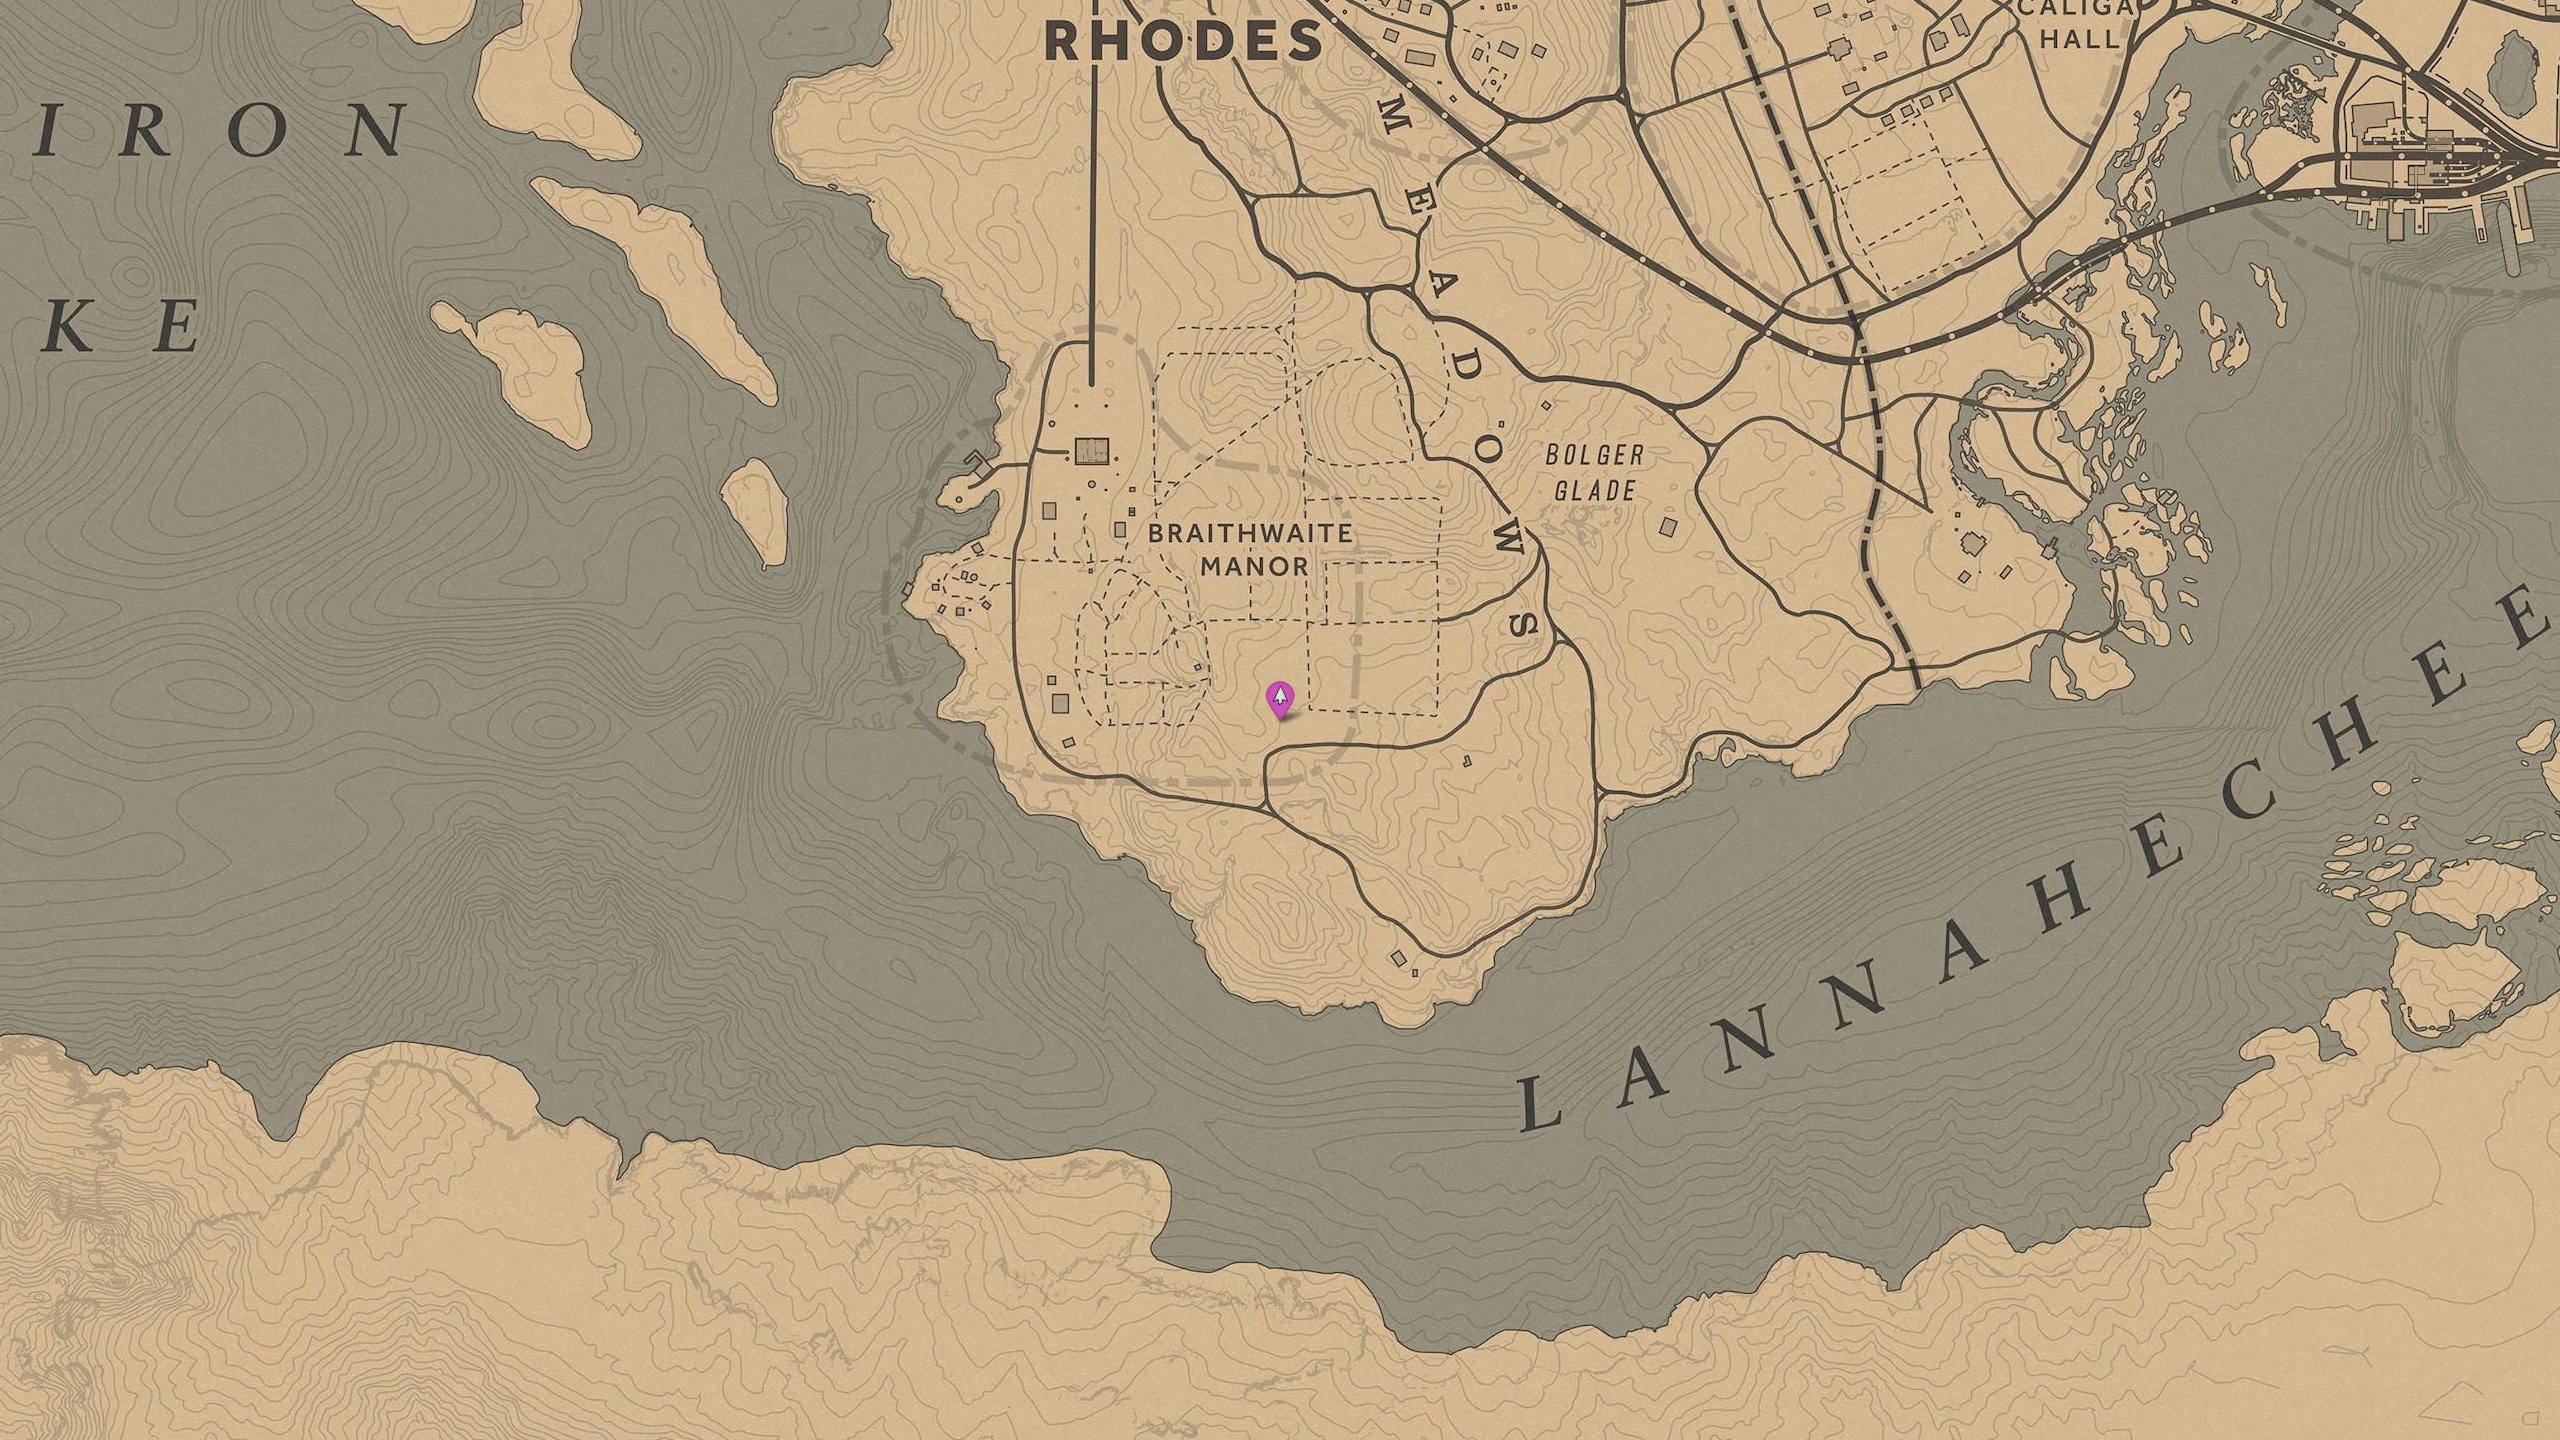 RHODES
CALIGA
HALL
IRON
KE
MEADOWS
BOLGER
GLADE
BRAITHWAITE
MANOR
LANNAHECHEE